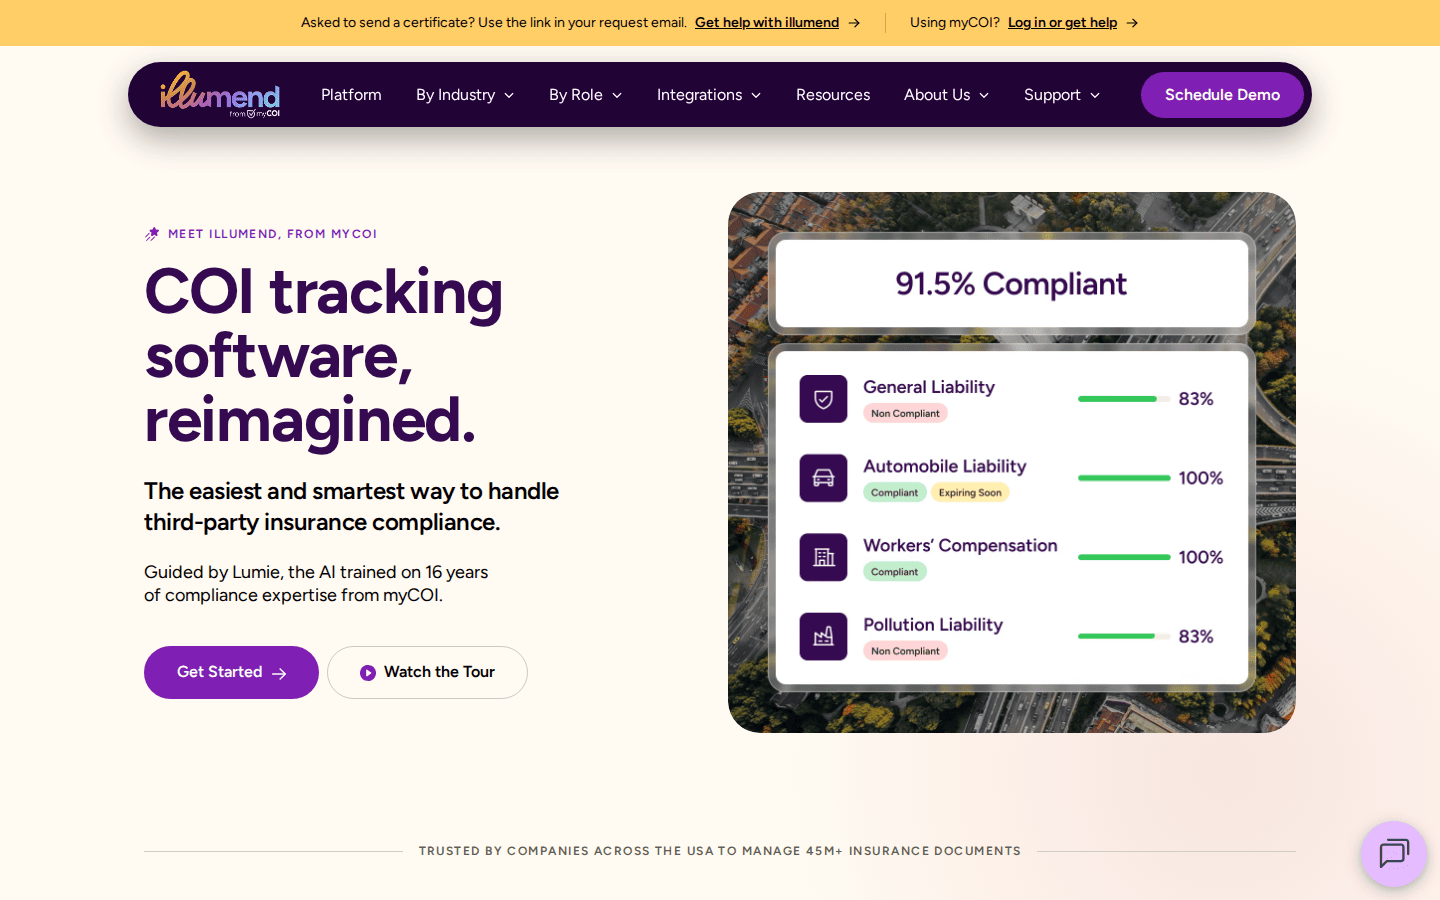 Asked to send a certificate? Use the link in your request email. Get help with illumend → Using myCOI? Log in or get help →
illumend
from myCOI
Platform By Industry By Role Integrations Resources About Us Support Schedule Demo
MEET ILLUMEND, FROM MYCOI
COI tracking
software,
reimagined.
The easiest and smartest way to handle
third-party insurance compliance.
Guided by Lumie, the AI trained on 16 years
of compliance expertise from myCOI.
Get Started → Watch the Tour
91.5% Compliant
General Liability 83%
Non Compliant
Automobile Liability 100%
Compliant Expiring Soon
Workers’ Compensation 100%
Compliant
Pollution Liability 83%
Non Compliant
TRUSTED BY COMPANIES ACROSS THE USA TO MANAGE 45M+ INSURANCE DOCUMENTS